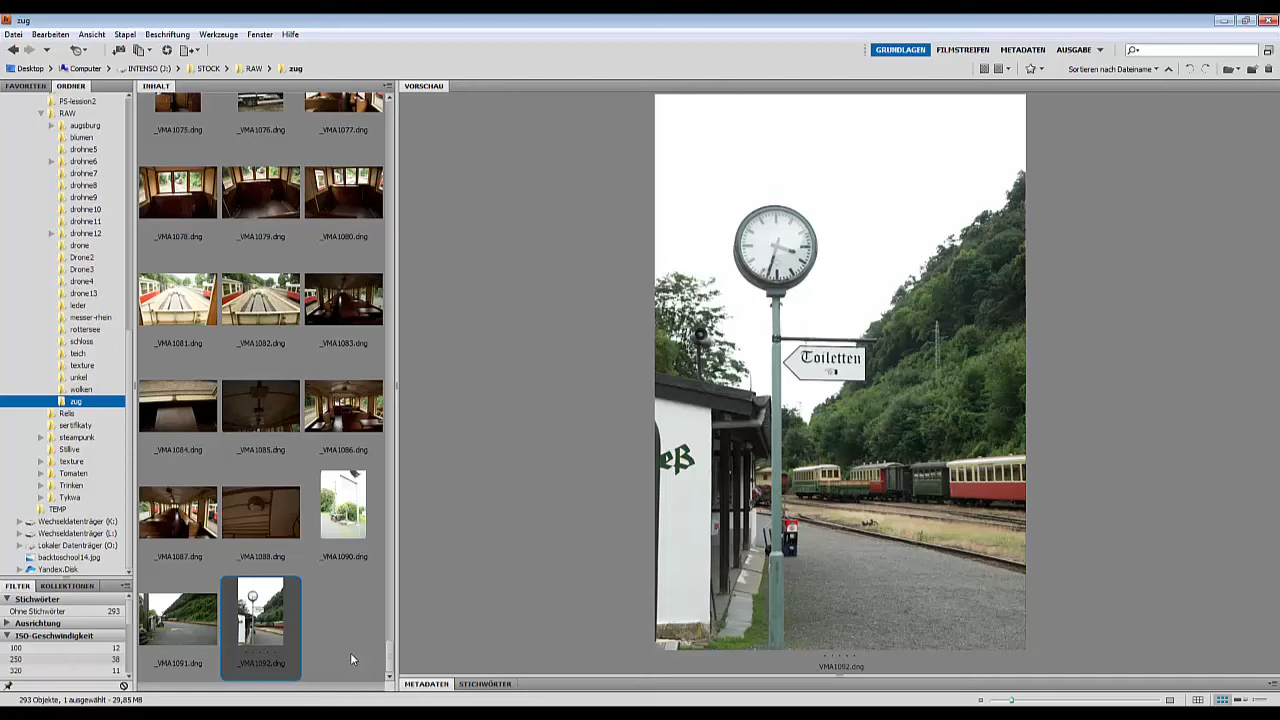 zug
Datei Bearbeiten Ansicht Stapel Beschriftung Werkzeuge Fenster Hilfe
GRUNDLAGEN FILMSTREIFEN METADATEN AUSGABE
Desktop Computer INTENSO (J:) STOCK RAW zug
Sortieren nach Dateiname
FAVORITEN ORDNER
INHALT
VORSCHAU
PS-lession2
RAW
augsburg
blumen
drohne5
drohne6
drohne7
drohne8
drohne9
drohne10
drohne11
drohne12
drone
Drone2
Drone3
drone4
drone13
leder
messer-rhein
rottersee
schloss
teich
texture
unkel
wolken
zug
Relis
sertifikaty
steampunk
Stillive
texture
Tomaten
Trinken
Tykwa
TEMP
Wechseldatenträger (K:)
Wechseldatenträger (L:)
Lokaler Datenträger (O:)
backtoschool14.jpg
Yandex.Disk
FILTER KOLLEKTIONEN
Stichwörter
Ohne Stichwörter 293
Ausrichtung
ISO-Geschwindigkeit
100 12
250 38
320 11
_VMA1075.dng _VMA1076.dng _VMA1077.dng
_VMA1078.dng _VMA1079.dng _VMA1080.dng
_VMA1081.dng _VMA1082.dng _VMA1083.dng
_VMA1084.dng _VMA1085.dng _VMA1086.dng
_VMA1087.dng _VMA1088.dng _VMA1090.dng
_VMA1091.dng _VMA1092.dng
Toiletten
eß
_VMA1092.dng
METADATEN STICHWÖRTER
293 Objekte, 1 ausgewählt - 29,85 MB